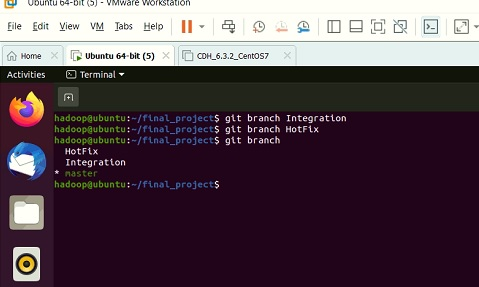 Ubuntu 64-bit (5) - VMware Workstation
File Edit View VM Tabs Help
Home Ubuntu 64-bit (5) CDH_6.3.2_CentOS7
Activities Terminal
hadoop@ubuntu:~/final_project$ git branch Integration
hadoop@ubuntu:~/final_project$ git branch HotFix
hadoop@ubuntu:~/final_project$ git branch
HotFix
Integration
* master
hadoop@ubuntu:~/final_project$